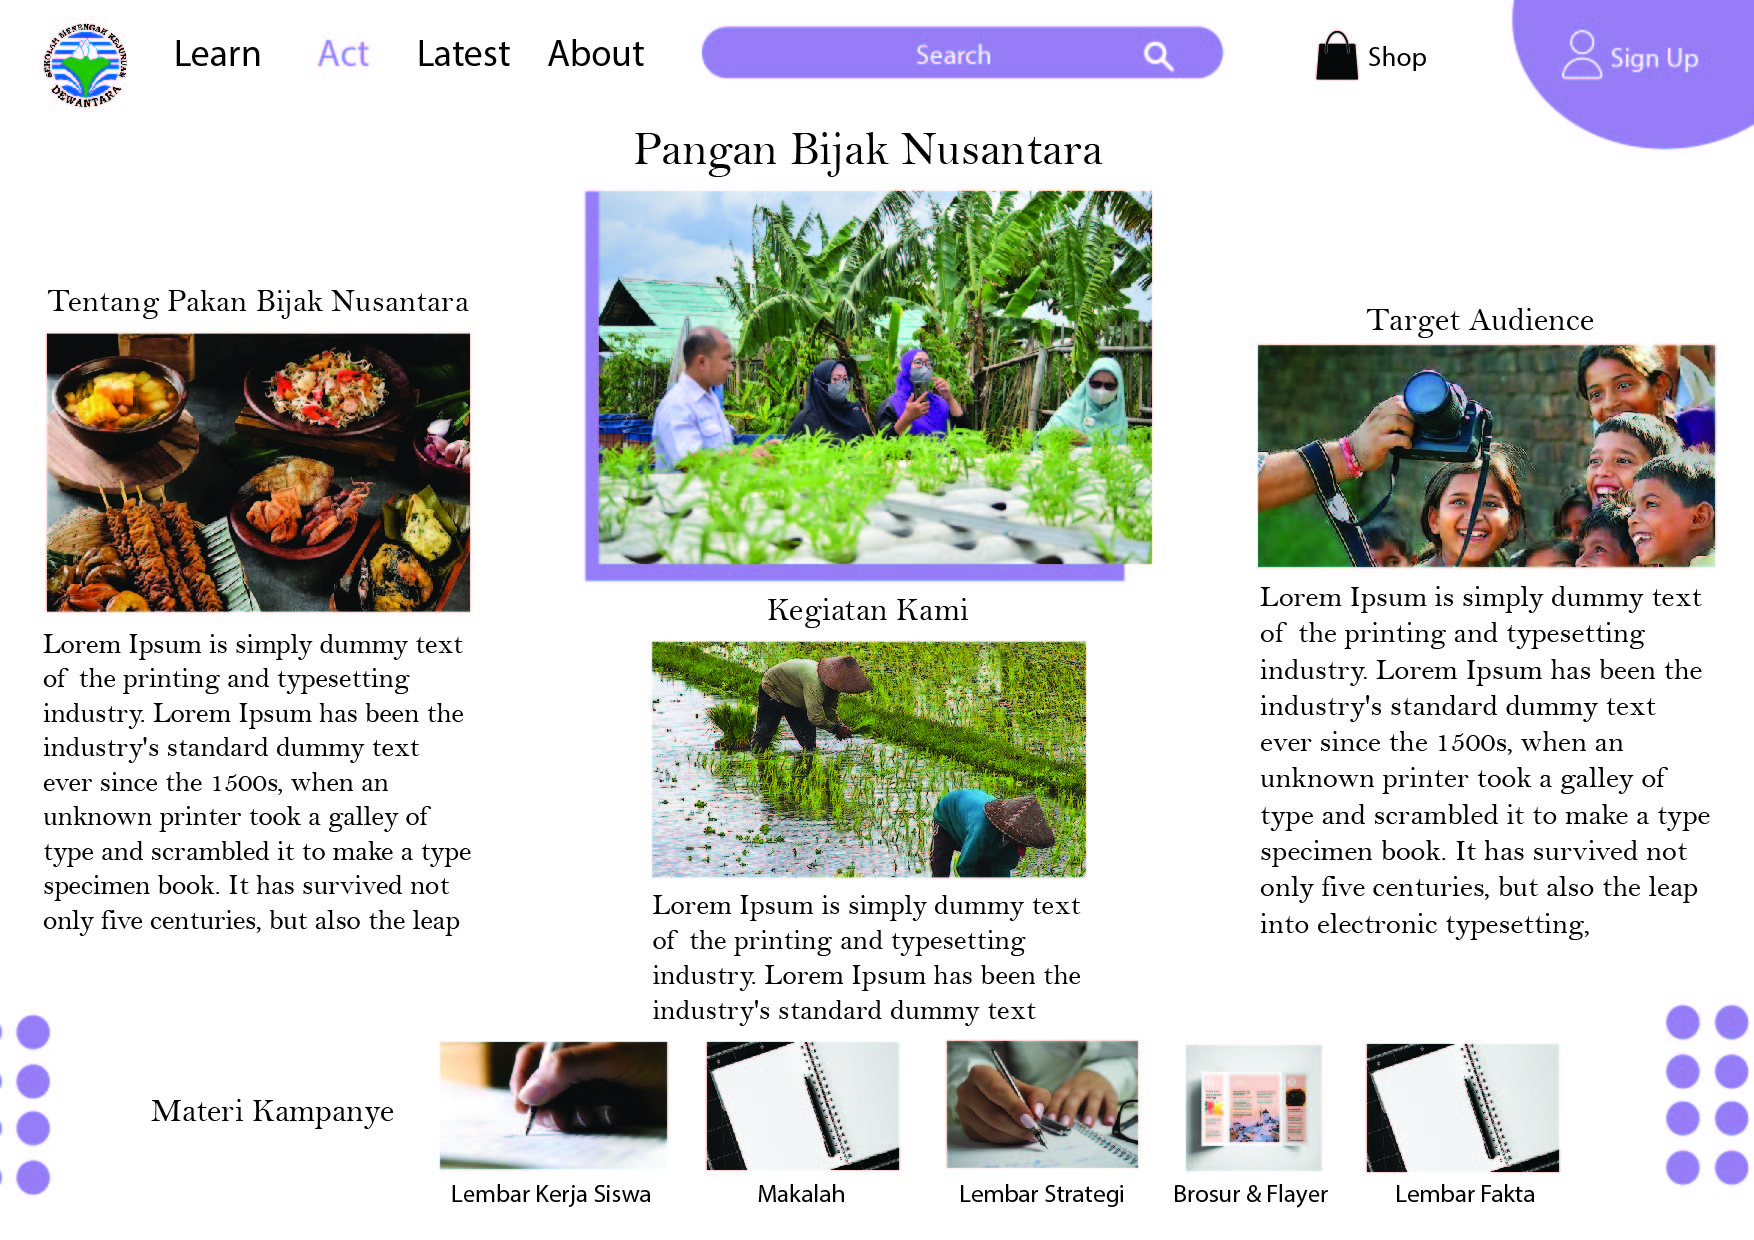 SEKOLAH MENENGAH KEJURUAN
DEWANTARA
Learn
Act
Latest
About
Search
Shop
Sign Up
Pangan Bijak Nusantara
Tentang Pakan Bijak Nusantara
Lorem Ipsum is simply dummy text
of the printing and typesetting
industry. Lorem Ipsum has been the
industry's standard dummy text
ever since the 1500s, when an
unknown printer took a galley of
type and scrambled it to make a type
specimen book. It has survived not
only five centuries, but also the leap
Kegiatan Kami
Lorem Ipsum is simply dummy text
of the printing and typesetting
industry. Lorem Ipsum has been the
industry's standard dummy text
Target Audience
Lorem Ipsum is simply dummy text
of the printing and typesetting
industry. Lorem Ipsum has been the
industry's standard dummy text
ever since the 1500s, when an
unknown printer took a galley of
type and scrambled it to make a type
specimen book. It has survived not
only five centuries, but also the leap
into electronic typesetting,
Materi Kampanye
Lembar Kerja Siswa
Makalah
Lembar Strategi
Brosur & Flayer
Lembar Fakta